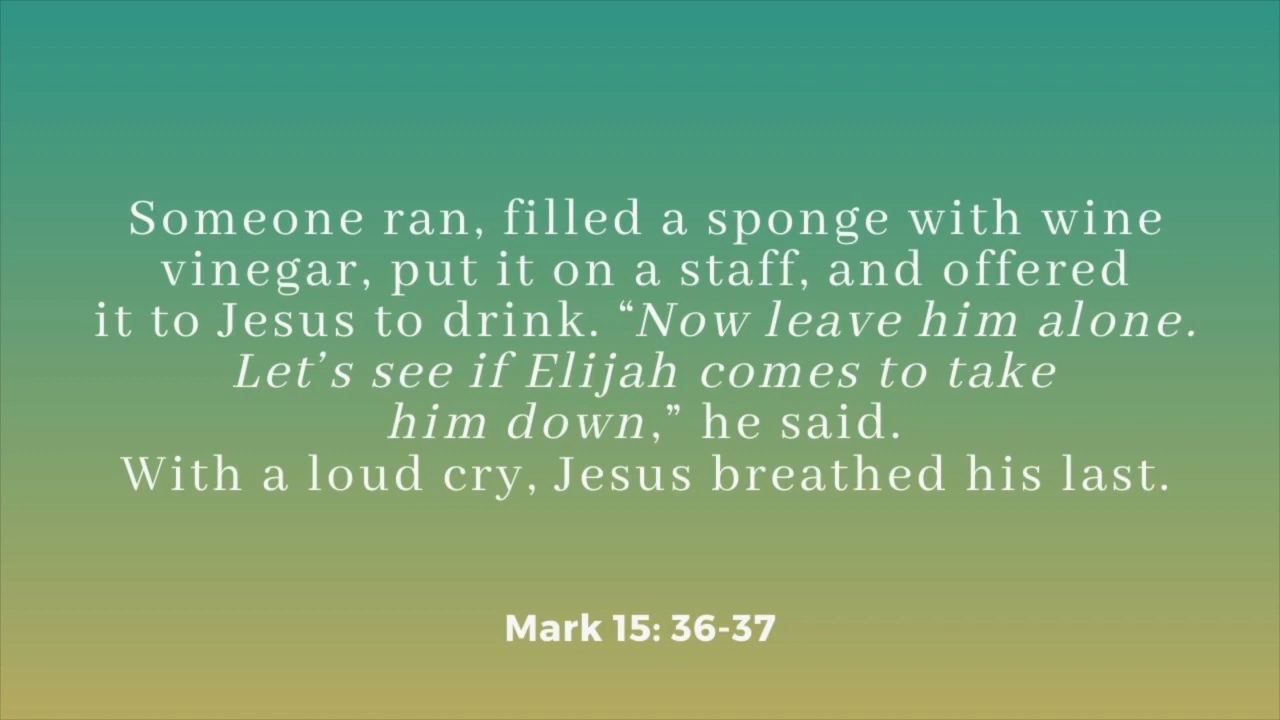 Someone ran, filled a sponge with wine
vinegar, put it on a staff, and offered
it to Jesus to drink. “Now leave him alone.
Let’s see if Elijah comes to take
him down,” he said.
With a loud cry, Jesus breathed his last.
Mark 15: 36-37